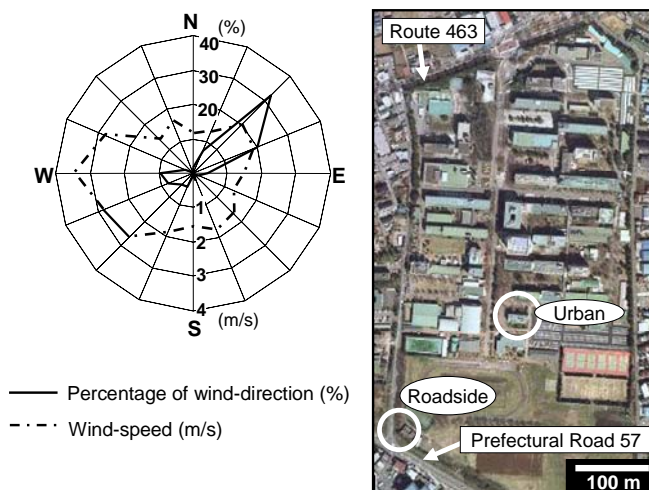 N
(%)
40
30
20
W
E
1
2
3
4
S
(m/s)
Percentage of wind-direction (%)
Wind-speed (m/s)
Route 463
Urban
Roadside
Prefectural Road 57
100 m